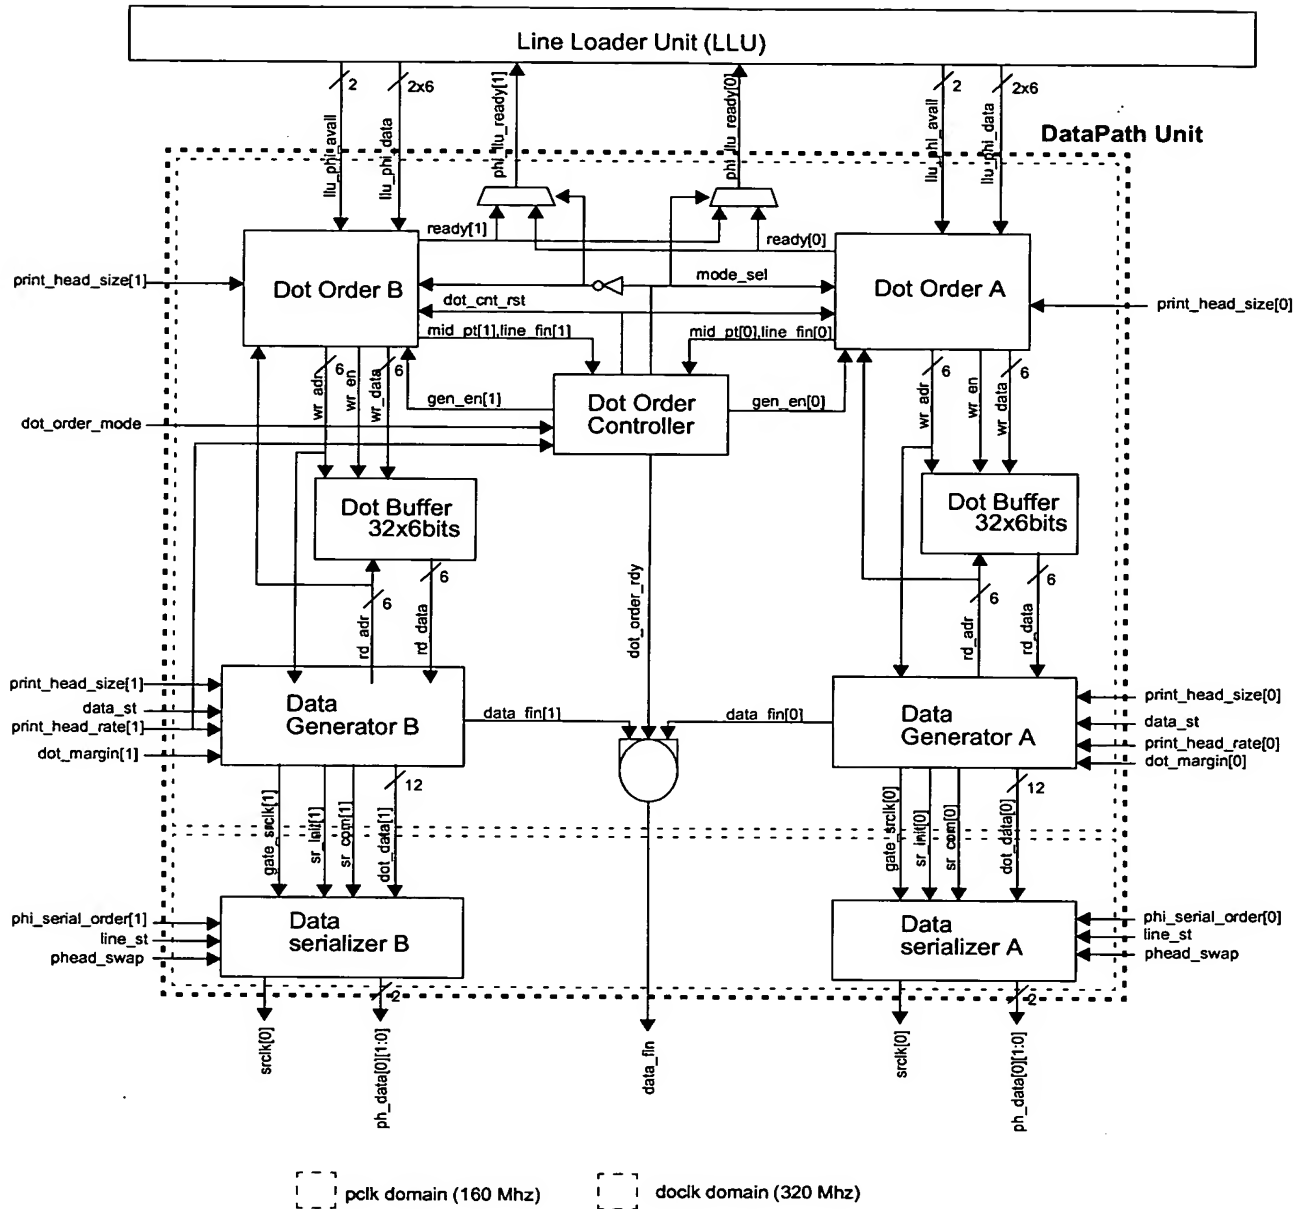 Line Loader Unit (LLU)
2
2x6
phi_llu_ready[1]
phi_llu_ready[0]
2
2x6
llu_phi_avail
llu_phi_data
llu_phi_avail
llu_phi_data
DataPath Unit
ready[1]
ready[0]
print_head_size[1]
Dot Order B
mode_sel
Dot Order A
print_head_size[0]
dot_cnt_rst
mid_pt[1],line_fin[1]
mid_pt[0],line_fin[0]
6
6
wr_adr
wr_en
wr_data
gen_en[1]
Dot Order
Controller
gen_en[0]
6
6
wr_adr
wr_en
wr_data
dot_order_mode
Dot Buffer
32x6bits
Dot Buffer
32x6bits
6
6
rd_adr
rd_data
dot_order_rdy
6
6
rd_adr
rd_data
print_head_size[1]
data_st
print_head_rate[1]
dot_margin[1]
Data
Generator B
data_fin[1]
data_fin[0]
Data
Generator A
print_head_size[0]
data_st
print_head_rate[0]
dot_margin[0]
12
12
gate_srclk[1]
sr_init[1]
sr_com[1]
dot_data[1]
gate_srclk[0]
sr_init[0]
sr_com[0]
dot_data[0]
phi_serial_order[1]
line_st
phead_swap
Data
serializer B
Data
serializer A
phi_serial_order[0]
line_st
phead_swap
2
2
srclk[0]
ph_data[0][1:0]
data_fin
srclk[0]
ph_data[0][1:0]
pclk domain (160 Mhz)
doclk domain (320 Mhz)